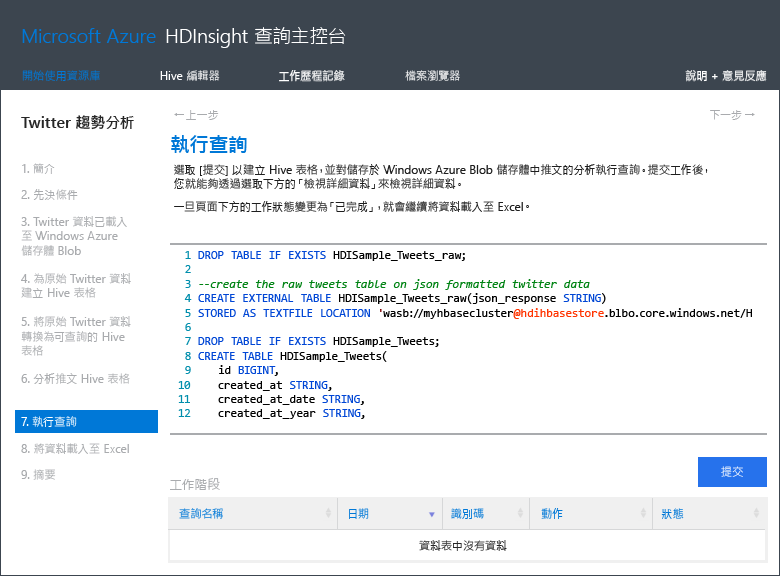 Microsoft Azure HDInsight 查詢主控台
開始使用資源庫 Hive 編輯器 工作歷程記錄 檔案瀏覽器 說明 + 意見反應
Twitter 趨勢分析
1. 簡介
2. 先決條件
3. Twitter 資料已載入
至 Windows Azure
儲存體 Blob
4. 為原始 Twitter 資料
建立 Hive 表格
5. 將原始 Twitter 資料
轉換為可查詢的 Hive
表格
6. 分析推文 Hive 表格
7. 執行查詢
8. 將資料載入至 Excel
9. 摘要
←上一步 下一步→
執行查詢
選取 [提交] 以建立 Hive 表格，並對儲存於 Windows Azure Blob 儲存體中推文的分析執行查詢。提交工作後，
您就能夠透過選取下方的「檢視詳細資料」來檢視詳細資料。
一旦頁面下方的工作狀態變更為「已完成」，就會繼續將資料載入至 Excel。
1 DROP TABLE IF EXISTS HDISample_Tweets_raw;
2
3 --create the raw tweets table on json formatted twitter data
4 CREATE EXTERNAL TABLE HDISample_Tweets_raw(json_response STRING)
5 STORED AS TEXTFILE LOCATION 'wasb://myhbasecluster@hdihbasestore.blbo.core.windows.net/H
6
7 DROP TABLE IF EXISTS HDISample_Tweets;
8 CREATE TABLE HDISample_Tweets(
9 id BIGINT,
10 created_at STRING,
11 created_at_date STRING,
12 created_at_year STRING,
提交
工作階段
查詢名稱 日期 識別碼 動作 狀態
資料表中沒有資料